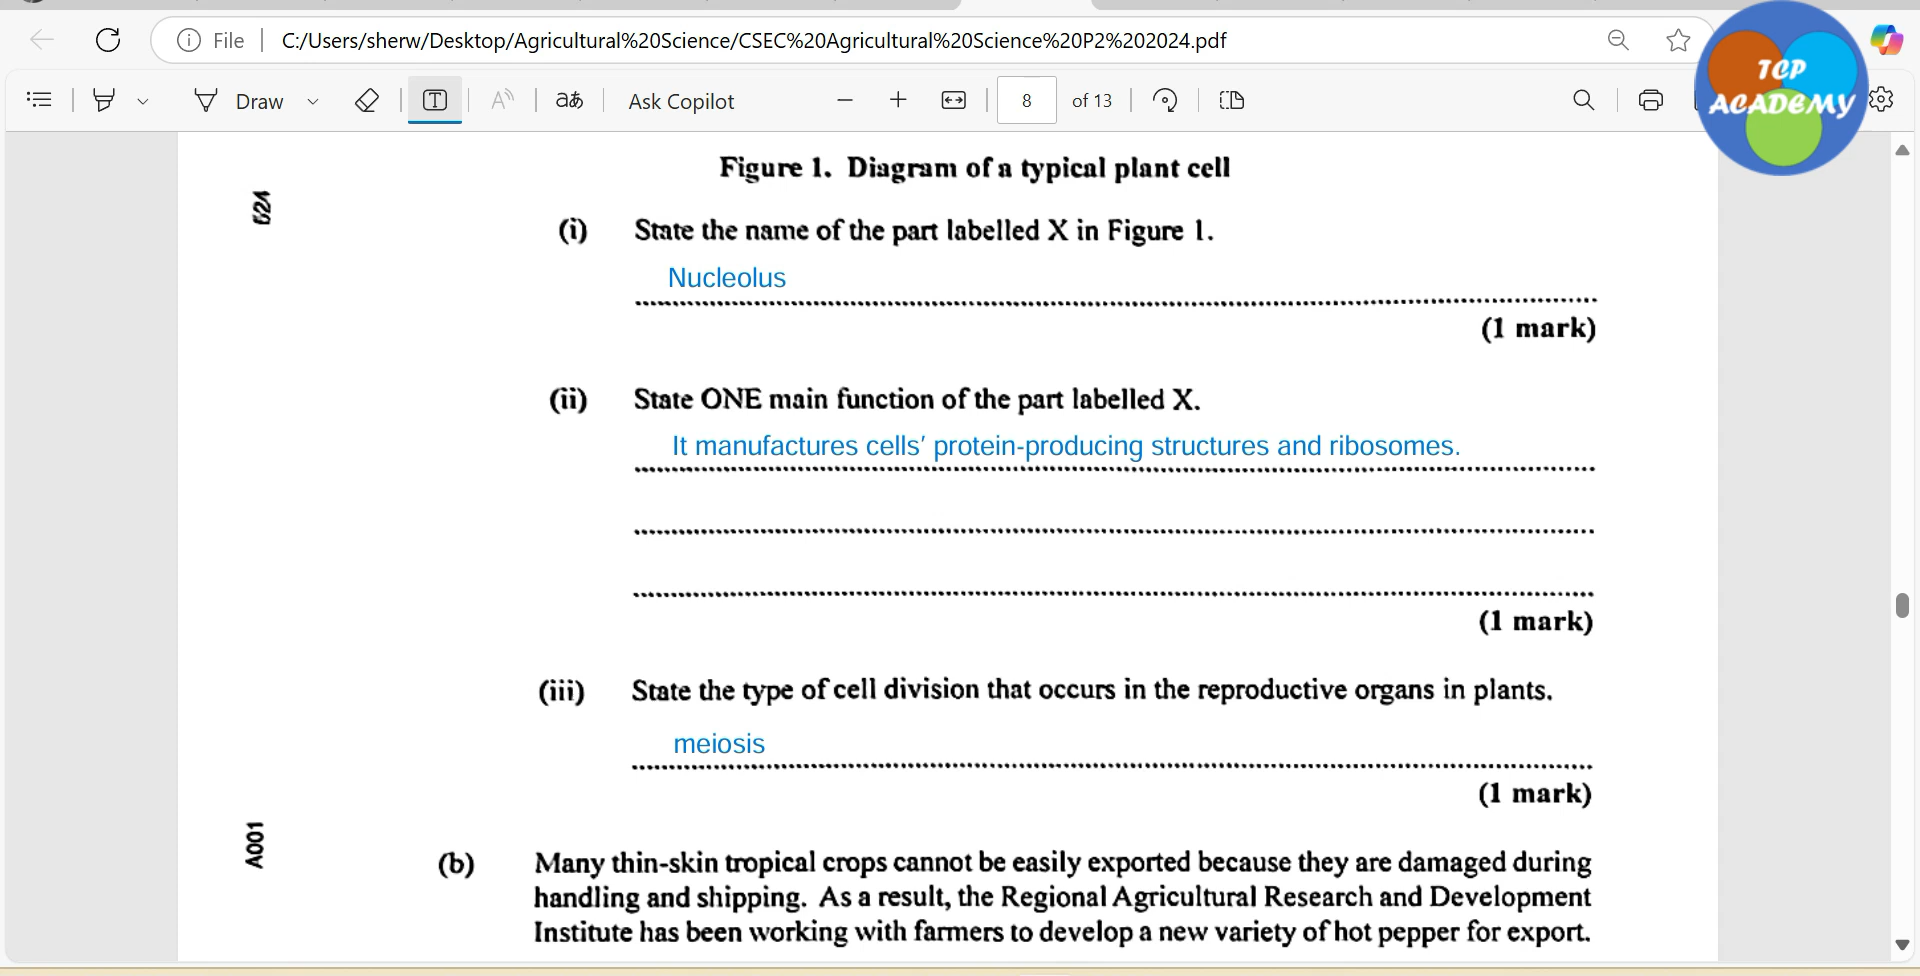 File
C:/Users/sherw/Desktop/Agricultural%20Science/CSEC%20Agricultural%20Science%20P2%202024.pdf
TCP
ACADEMY
Draw
aあ
Ask Copilot
8 of 13
Figure 1. Diagram of a typical plant cell
(i) State the name of the part labelled X in Figure 1.
Nucleolus
(1 mark)
(ii) State ONE main function of the part labelled X.
It manufactures cells' protein-producing structures and ribosomes.
(1 mark)
(iii) State the type of cell division that occurs in the reproductive organs in plants.
meiosis
(1 mark)
A001
(b) Many thin-skin tropical crops cannot be easily exported because they are damaged during
handling and shipping. As a result, the Regional Agricultural Research and Development
Institute has been working with farmers to develop a new variety of hot pepper for export.